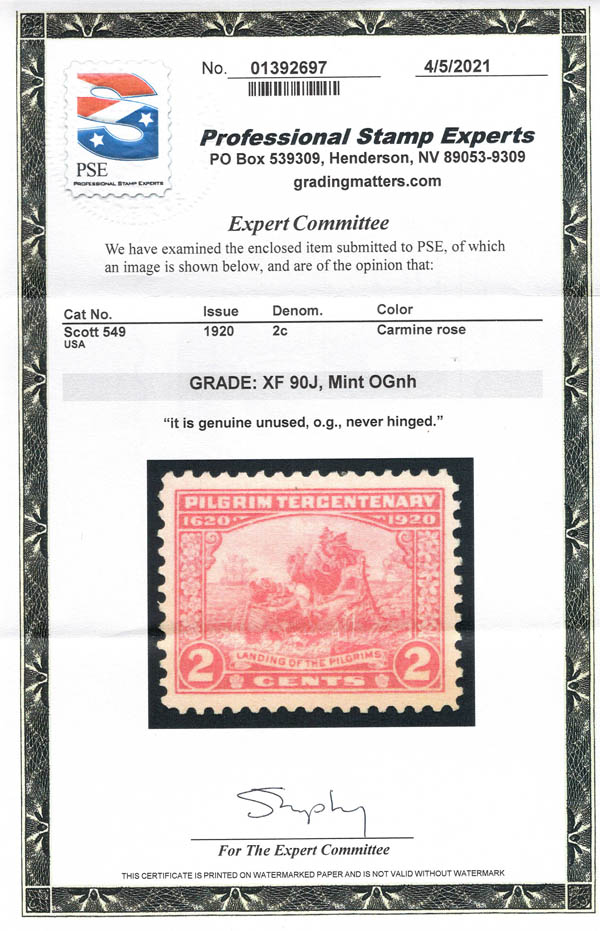 No. 01392697 4/5/2021
PSE
PROFESSIONAL STAMP EXPERTS
Professional Stamp Experts
PO Box 539309, Henderson, NV 89053-9309
gradingmatters.com
Expert Committee
We have examined the enclosed item submitted to PSE, of which
an image is shown below, and are of the opinion that:
Cat No. Issue Denom. Color
Scott 549 1920 2c Carmine rose
USA
GRADE: XF 90J, Mint OGnh
“it is genuine unused, o.g., never hinged.”
PILGRIM TERCENTENARY
1620 1920
LANDING OF THE PILGRIMS
2 CENTS 2
For The Expert Committee
THIS CERTIFICATE IS PRINTED ON WATERMARKED PAPER AND IS NOT VALID WITHOUT WATERMARK